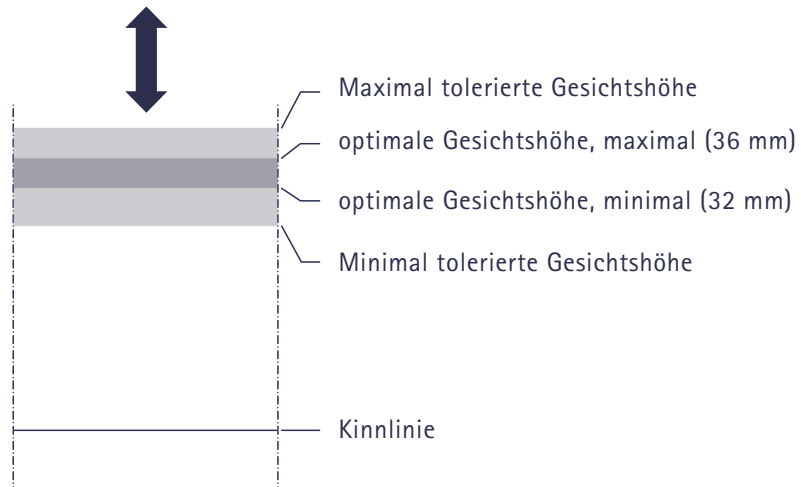 Maximal tolerierte Gesichtshöhe
optimale Gesichtshöhe, maximal (36 mm)
optimale Gesichtshöhe, minimal (32 mm)
Minimal tolerierte Gesichtshöhe
Kinnlinie